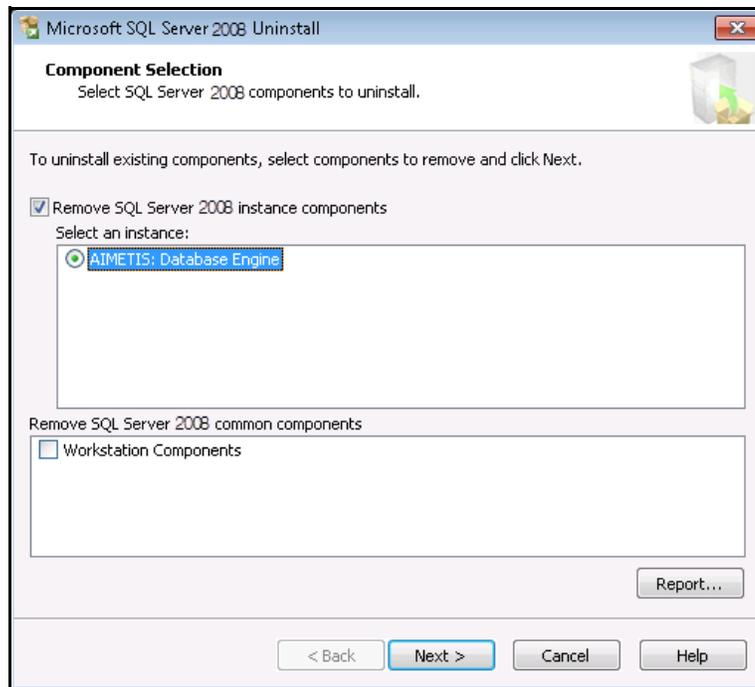 Microsoft SQL Server 2008 Uninstall
Component Selection
Select SQL Server 2008 components to uninstall.
To uninstall existing components, select components to remove and click Next.
Remove SQL Server 2008 instance components
Select an instance:
AIMETIS: Database Engine
Remove SQL Server 2008 common components
Workstation Components
Report...
< Back Next > Cancel Help